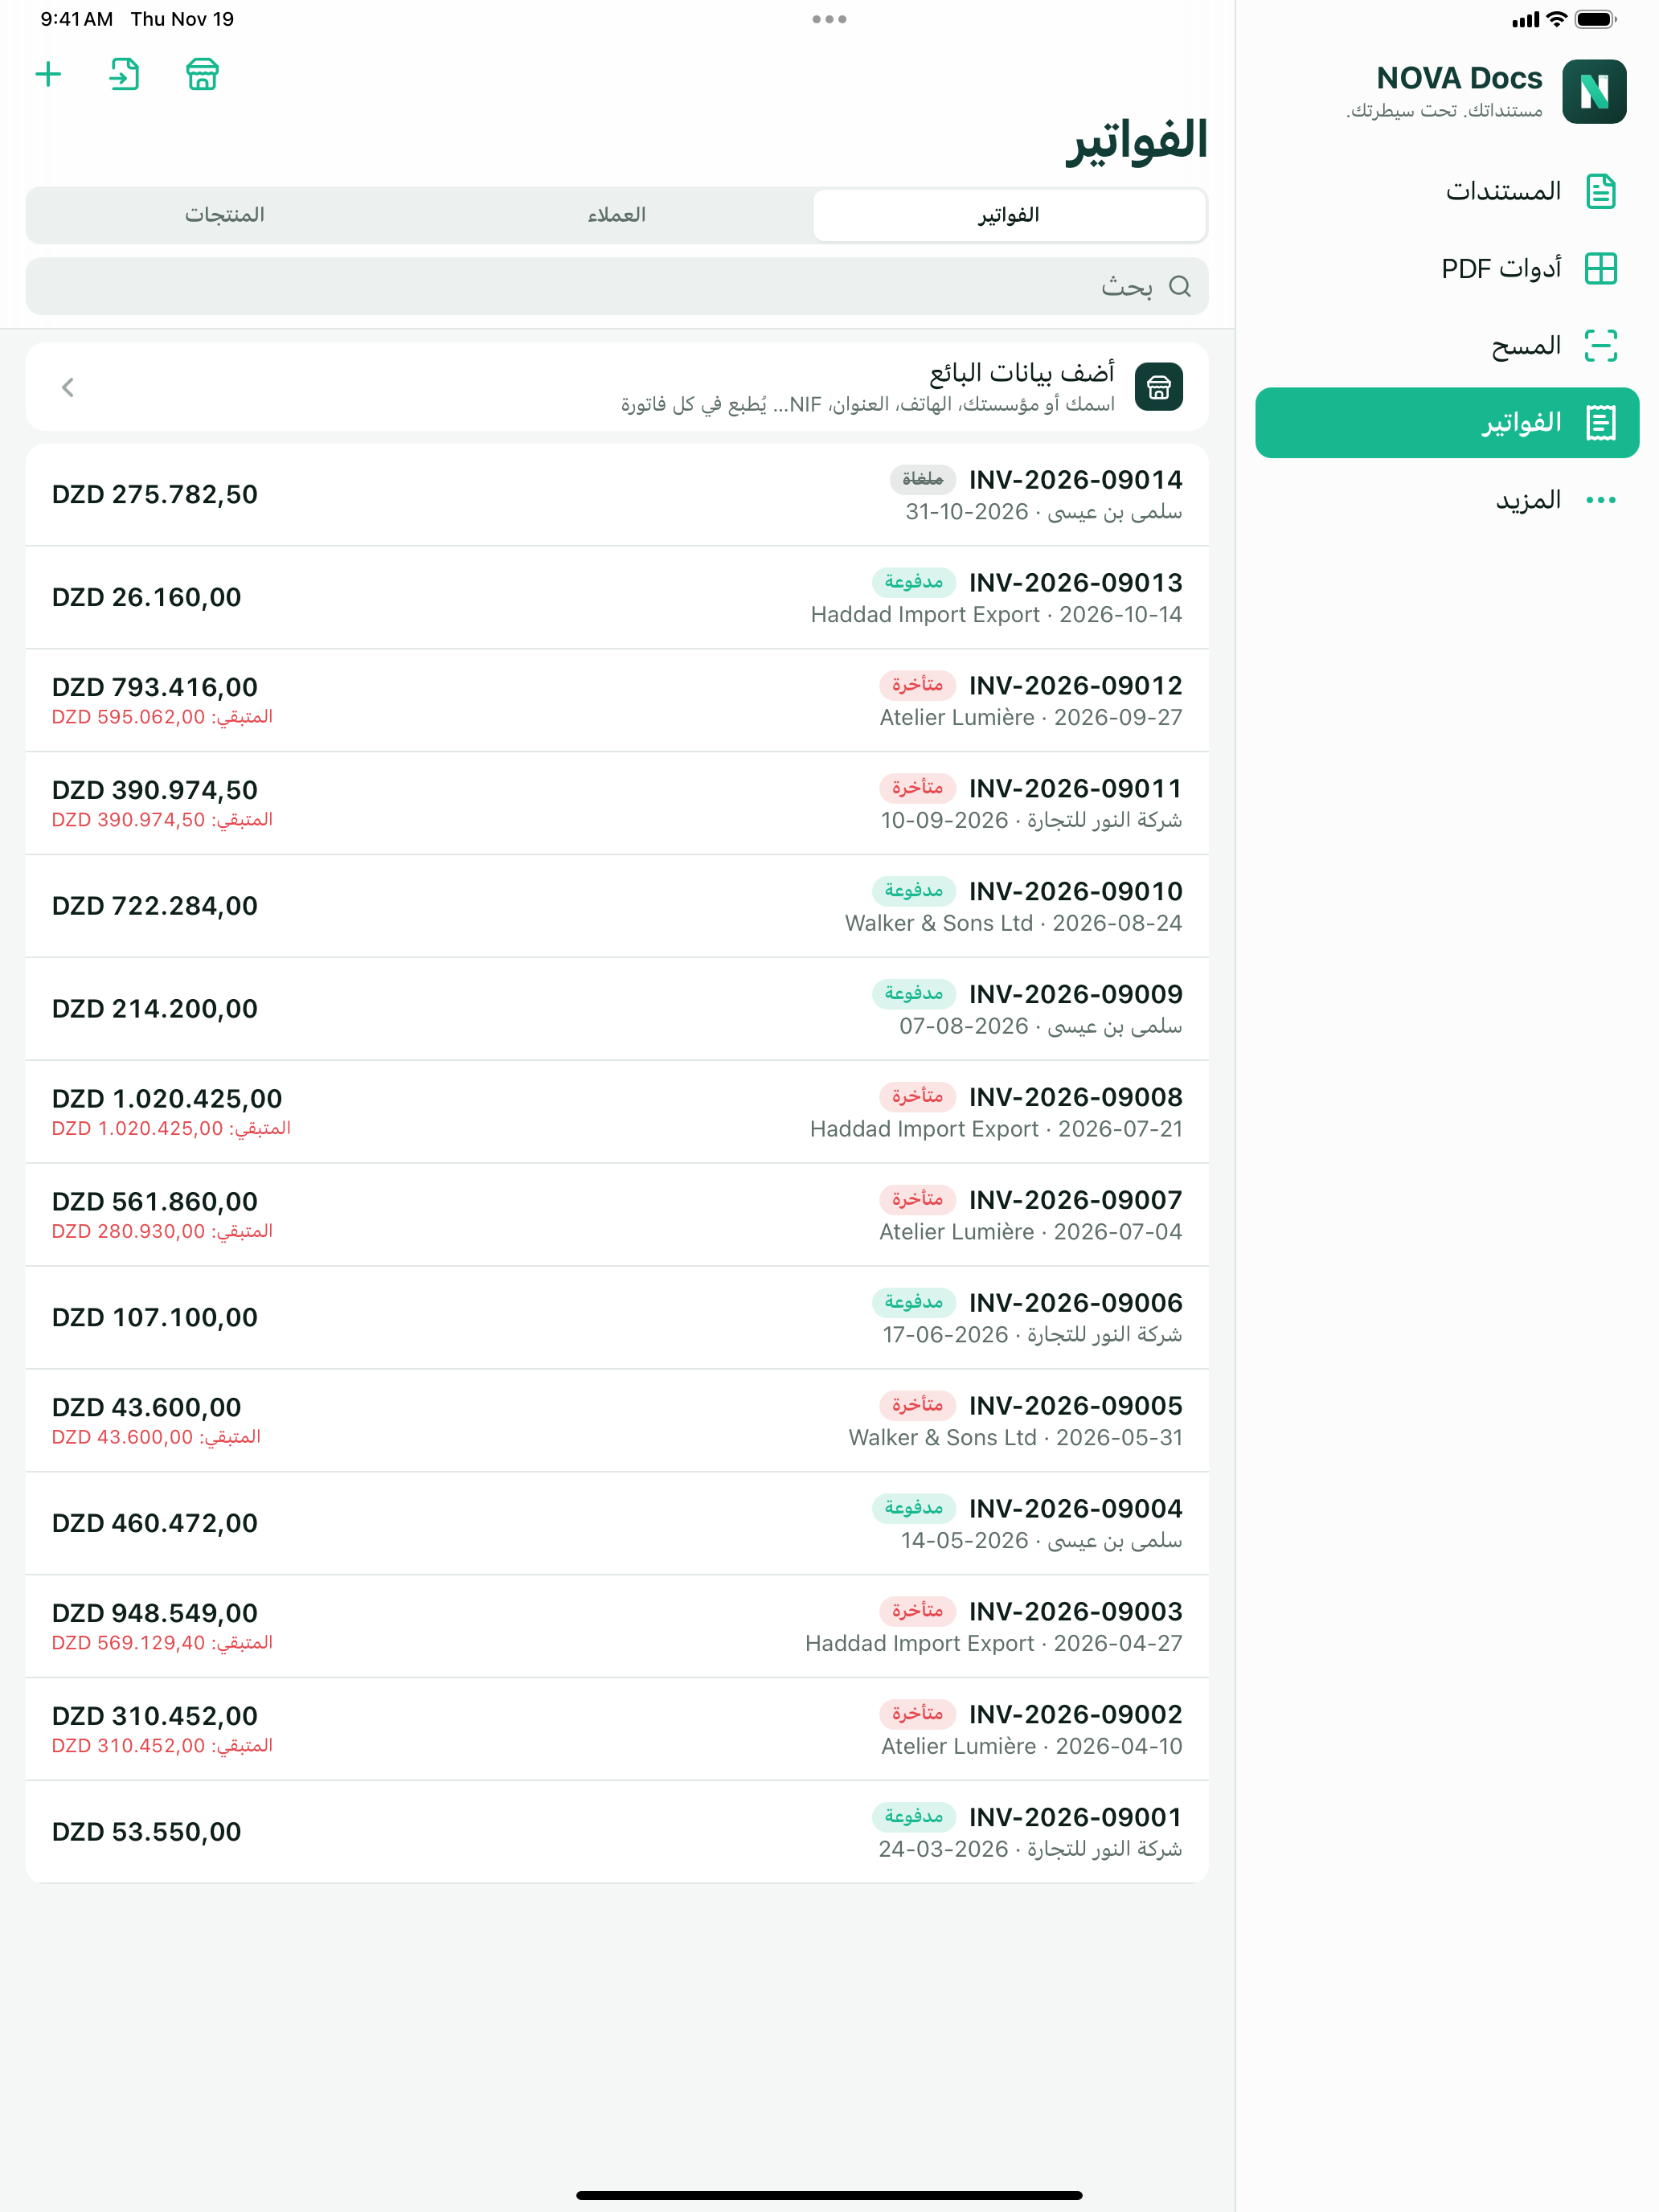 9:41 AM Thu Nov 19
NOVA Docs
مستنداتك. تحت سيطرتك.
المستندات
أدوات PDF
المسح
الفواتير
المزيد
الفواتير
الفواتير
العملاء
المنتجات
بحث
أضف بيانات البائع
اسمك أو مؤسستك، الهاتف، العنوان، NIF… يُطبع في كل فاتورة
INV-2026-09014 ملغاة
سلمى بن عيسى · 2026-10-31
DZD 275.782,50
INV-2026-09013 مدفوعة
Haddad Import Export · 2026-10-14
DZD 26.160,00
INV-2026-09012 متأخرة
Atelier Lumière · 2026-09-27
DZD 793.416,00
المتبقي: DZD 595.062,00
INV-2026-09011 متأخرة
شركة النور للتجارة · 2026-09-10
DZD 390.974,50
المتبقي: DZD 390.974,50
INV-2026-09010 مدفوعة
Walker & Sons Ltd · 2026-08-24
DZD 722.284,00
INV-2026-09009 مدفوعة
سلمى بن عيسى · 2026-08-07
DZD 214.200,00
INV-2026-09008 متأخرة
Haddad Import Export · 2026-07-21
DZD 1.020.425,00
المتبقي: DZD 1.020.425,00
INV-2026-09007 متأخرة
Atelier Lumière · 2026-07-04
DZD 561.860,00
المتبقي: DZD 280.930,00
INV-2026-09006 مدفوعة
شركة النور للتجارة · 2026-06-17
DZD 107.100,00
INV-2026-09005 متأخرة
Walker & Sons Ltd · 2026-05-31
DZD 43.600,00
المتبقي: DZD 43.600,00
INV-2026-09004 مدفوعة
سلمى بن عيسى · 2026-05-14
DZD 460.472,00
INV-2026-09003 متأخرة
Haddad Import Export · 2026-04-27
DZD 948.549,00
المتبقي: DZD 569.129,40
INV-2026-09002 متأخرة
Atelier Lumière · 2026-04-10
DZD 310.452,00
المتبقي: DZD 310.452,00
INV-2026-09001 مدفوعة
شركة النور للتجارة · 2026-03-24
DZD 53.550,00